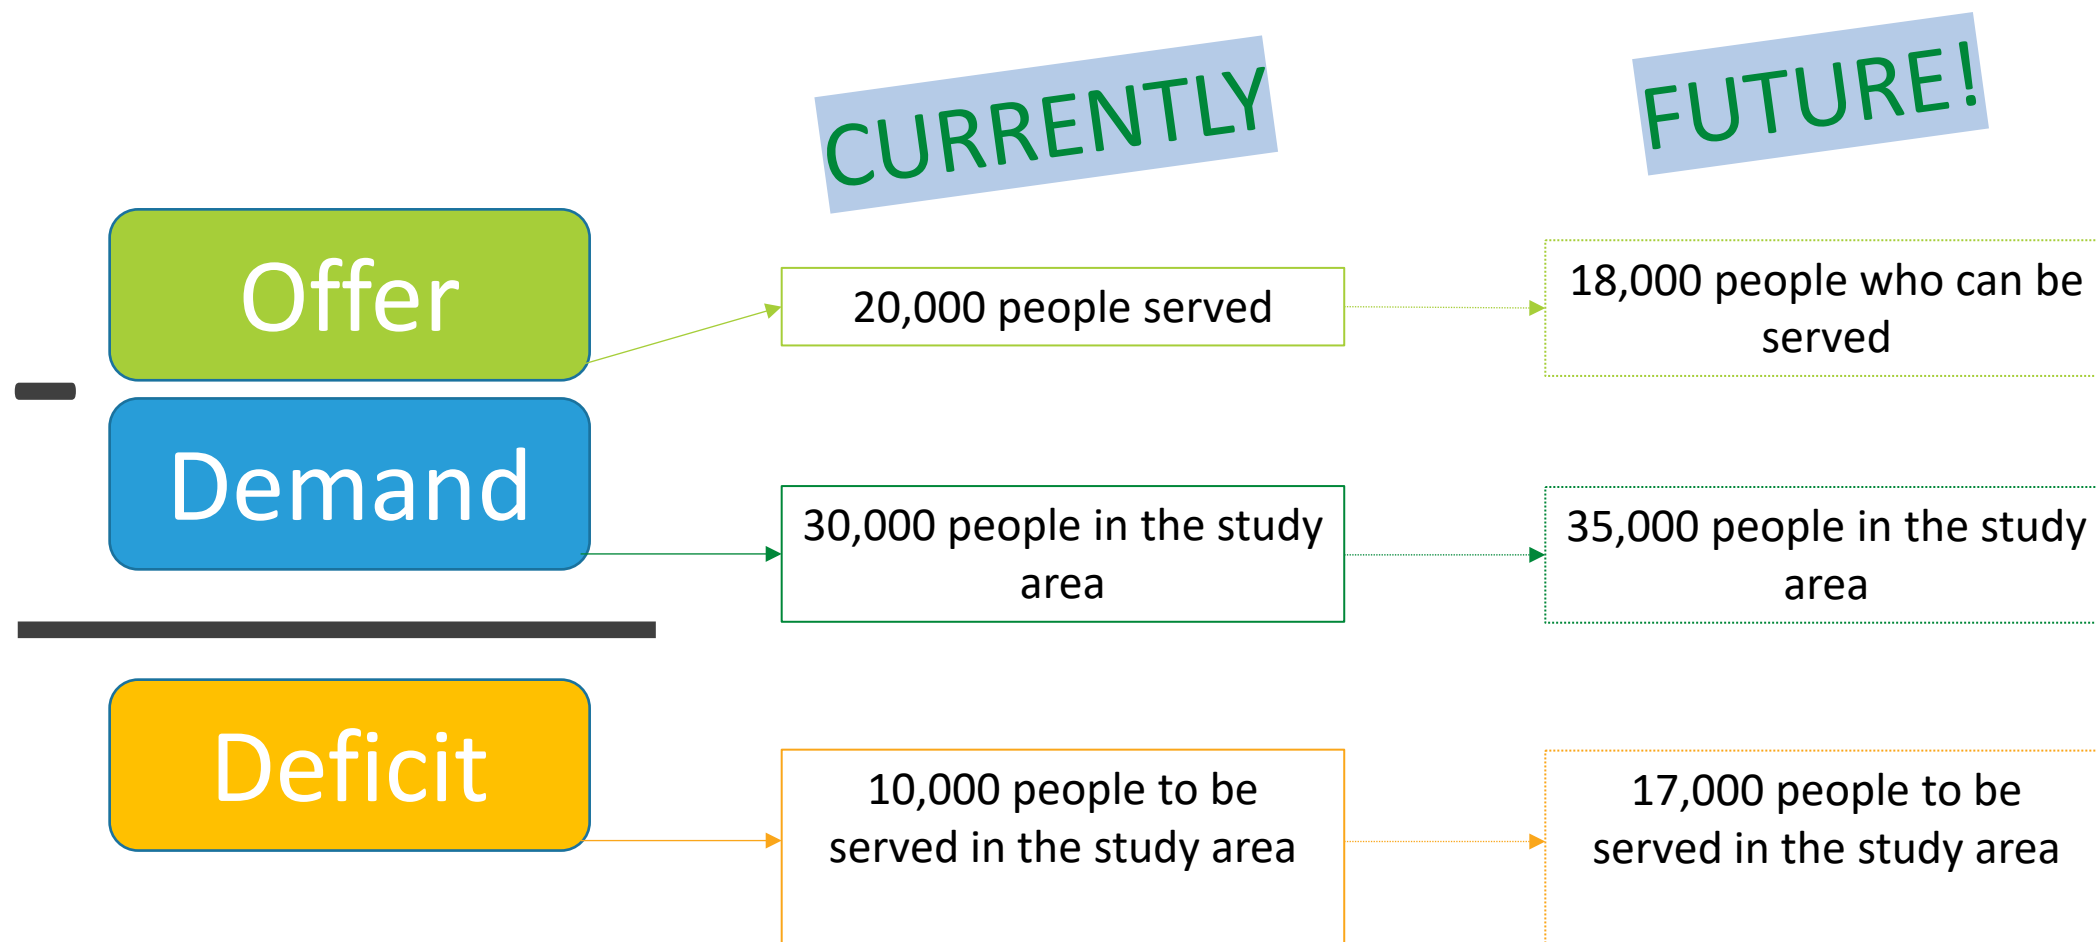 CURRENTLY
FUTURE!
Offer
20,000 people served
18,000 people who can be
served
Demand
30,000 people in the study
area
35,000 people in the study
area
Deficit
10,000 people to be
served in the study area
17,000 people to be
served in the study area